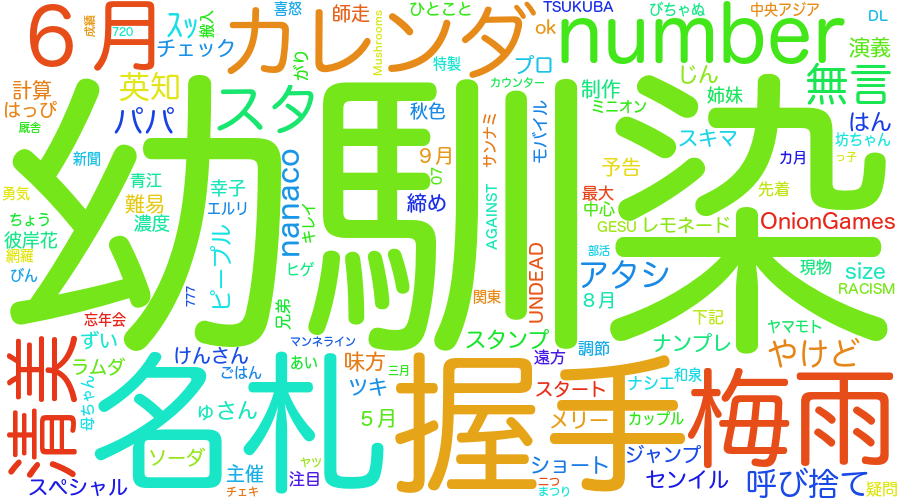 幼馴染
６月
カレンダ
number
スッ
チェック
喜怒
師走
ひとこと
TSUKUBA
ok
ぴちゃぬ
中央アジア
DL
演義
成績
720
Mushrooms
特製
プロ
カウンター
制作
じん
無言
計算
はっぴ
英知
パパ
がり
スタ
秋色
モバイル
サンナミ
ミニオン
姉妹
スキマ
はん
坊ちゃん
っ子
厩舎
新聞
nanaco
９月
07
予告
カ月
勇気
青江
幸子
エルリ
締め
最大
中心
先着
ちょう
難易
濃度
キレイ
AGAINST
GESU
レモネード
OnionGames
彼岸花
網羅
びん
ピープル
ヒゲ
UNDEAD
部活
アタシ
現物
size
RACISM
777
兄弟
関東
８月
下記
ヤマモト
忘年会
ずい
マンネライン
スタンプ
調節
ナンプレ
やけど
清美
ラムダ
けんさん
ごはん
あい
味方
三月
遠方
ツキ
スタート
ナシエ
和泉
梅雨
母ちゃん
名札
ゅさん
５月
握手
メリー
カップル
ソーダ
ショート
ジャンプ
スペシャル
主催
チェキ
ヤッ
注目
二つ
まつり
センイル
呼び捨て
疑問